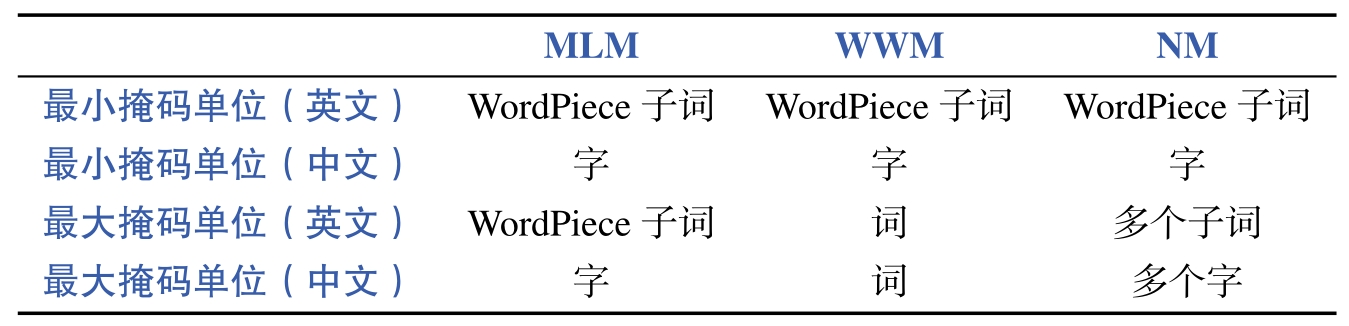 MLM WWM NM
最小掩码单位（英文） WordPiece 子词 WordPiece 子词 WordPiece 子词
最小掩码单位（中文） 字 字 字
最大掩码单位（英文） WordPiece 子词 词 多个子词
最大掩码单位（中文） 字 词 多个字